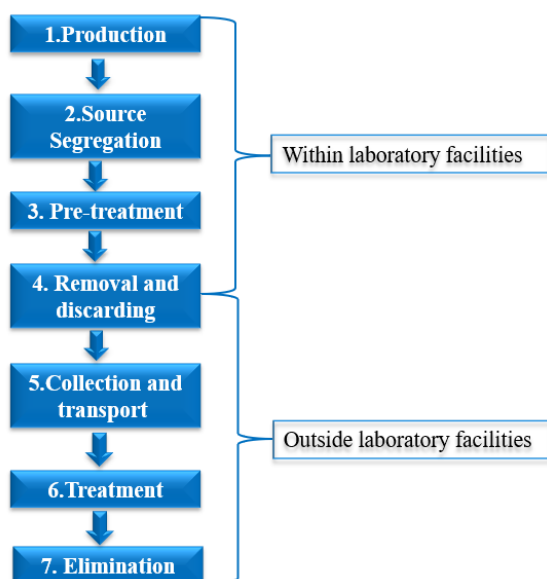 1.Production
2.Source
Segregation
Within laboratory facilities
3. Pre-treatment
4. Removal and
discarding
5.Collection and
transport
Outside laboratory facilities
6.Treatment
7. Elimination